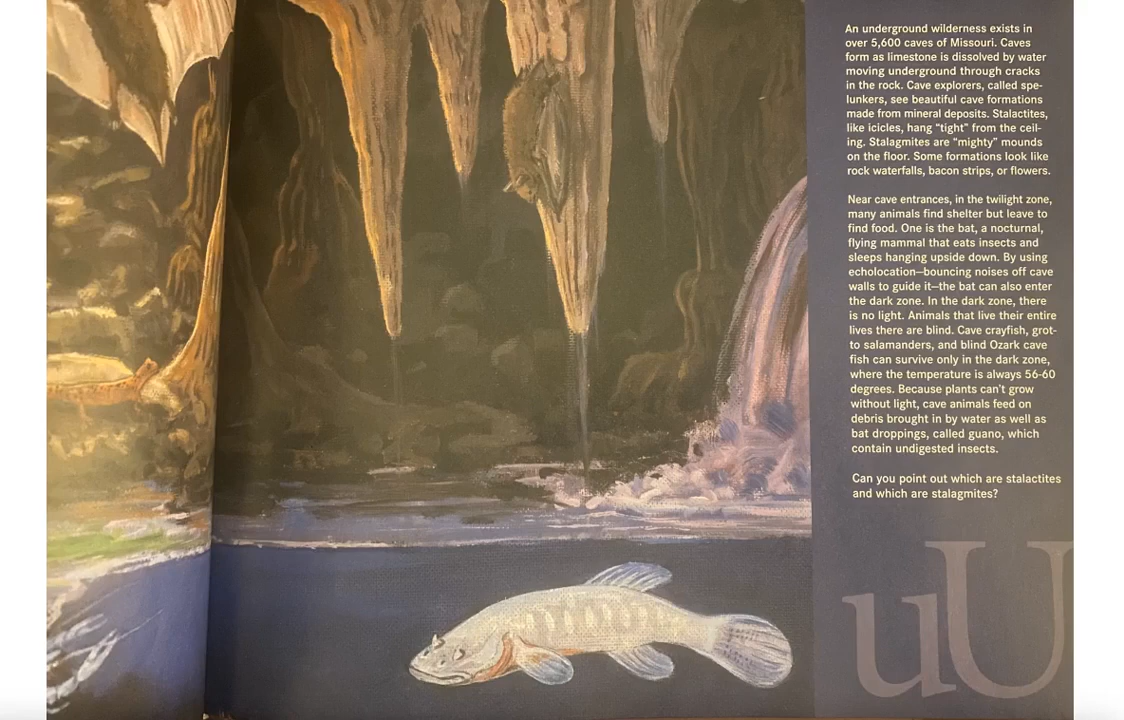 An underground wilderness exists in
over 5,600 caves of Missouri. Caves
form as limestone is dissolved by water
moving underground through cracks
in the rock. Cave explorers, called spe-
lunkers, see beautiful cave formations
made from mineral deposits. Stalactites,
like icicles, hang “tight” from the ceil-
ing. Stalagmites are “mighty” mounds
on the floor. Some formations look like
rock waterfalls, bacon strips, or flowers.
Near cave entrances, in the twilight zone,
many animals find shelter but leave to
find food. One is the bat, a nocturnal,
flying mammal that eats insects and
sleeps hanging upside down. By using
echolocation—bouncing noises off cave
walls to guide it—the bat can also enter
the dark zone. In the dark zone, there
is no light. Animals that live their entire
lives there are blind. Cave crayfish, grot-
to salamanders, and blind Ozark cave
fish can survive only in the dark zone,
where the temperature is always 56-60
degrees. Because plants can’t grow
without light, cave animals feed on
debris brought in by water as well as
bat droppings, called guano, which
contain undigested insects.
Can you point out which are stalactites
and which are stalagmites?
uU